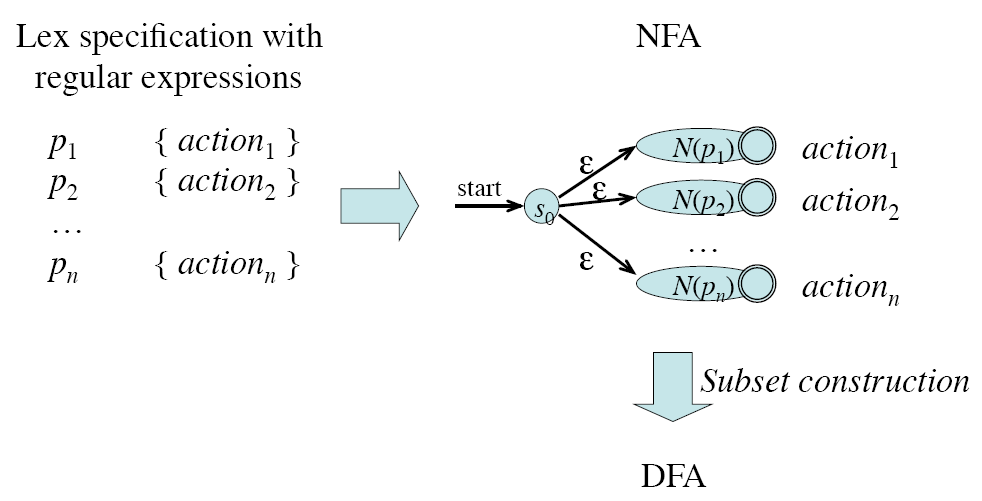 Lex specification with
regular expressions
p₁ { action₁ }
p₂ { action₂ }
…
pₙ { actionₙ }
NFA
start
s₀
ε
ε
ε
N(p₁) action₁
N(p₂) action₂
…
N(pₙ) actionₙ
Subset construction
DFA